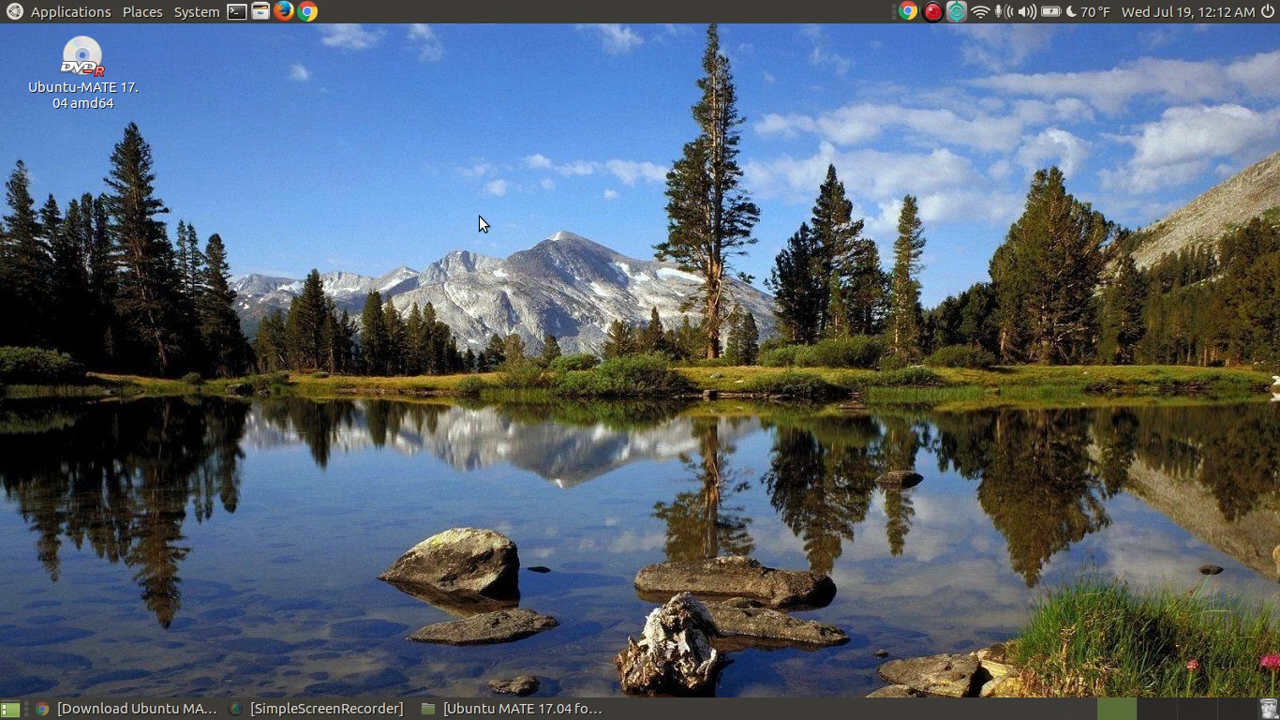 Applications Places System 70 °F Wed Jul 19, 12:12 AM
DVD-R
Ubuntu-MATE 17.
04 amd64
[Download Ubuntu MA... [SimpleScreenRecorder] [Ubuntu MATE 17.04 fo...